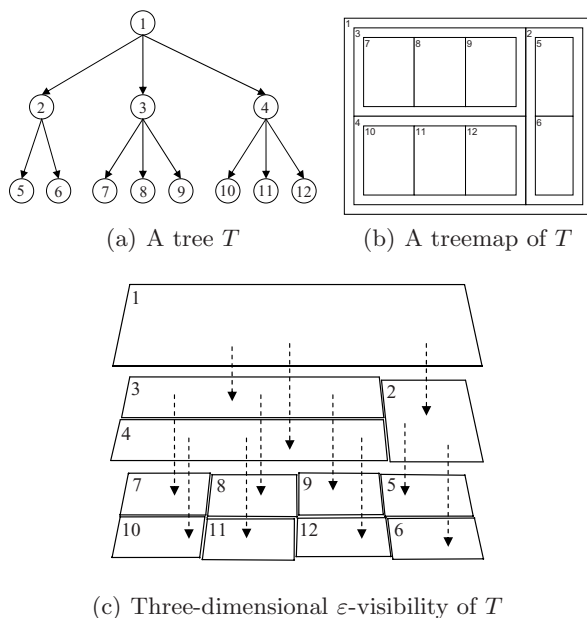 1
2 3 4
5 6 7 8 9 10 11 12
(a) A tree T
1
3 2
7 8 9 5
4 6
10 11 12
(b) A treemap of T
1
3 2
4
7 8 9 5
10 11 12 6
(c) Three-dimensional ε-visibility of T